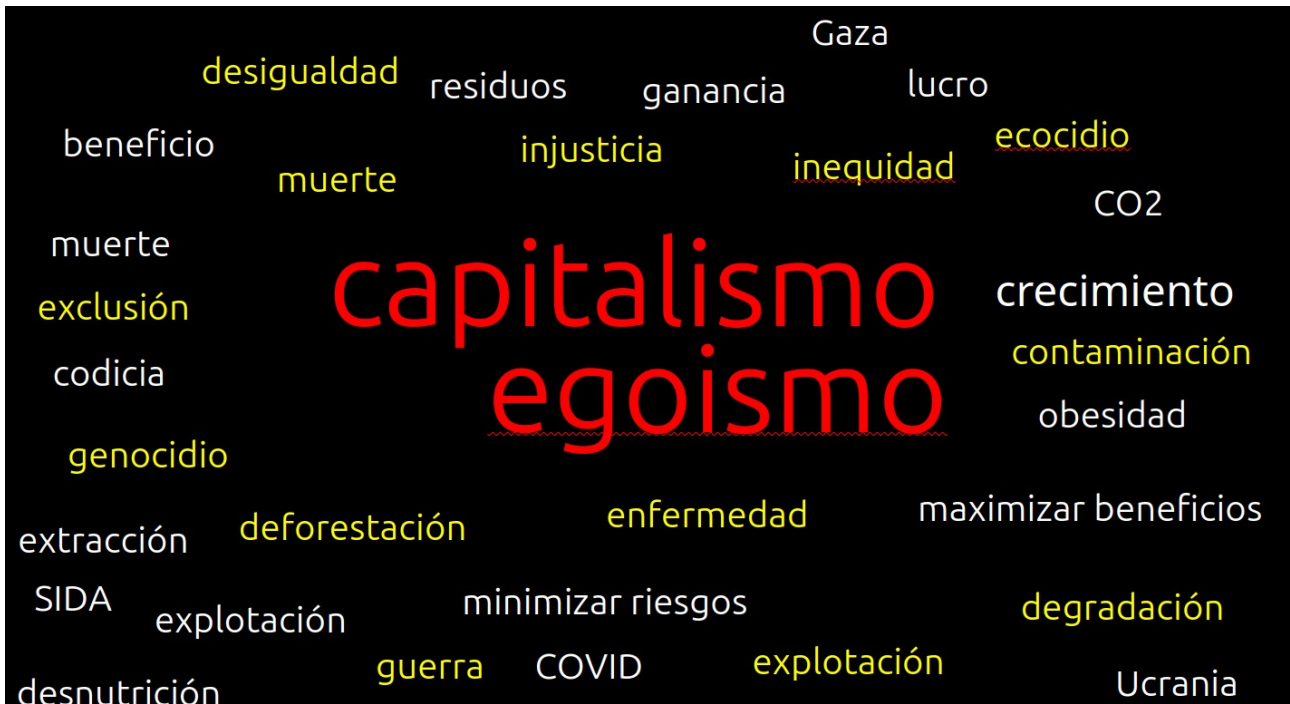 Gaza
desigualdad
residuos
ganancia
lucro
beneficio
injusticia
ecocidio
muerte
inequidad
CO2
muerte
capitalismo
crecimiento
exclusión
contaminación
codicia
egoismo
obesidad
genocidio
extracción
deforestación
enfermedad
maximizar beneficios
SIDA
explotación
minimizar riesgos
degradación
guerra
COVID
explotación
Ucrania
desnutrición